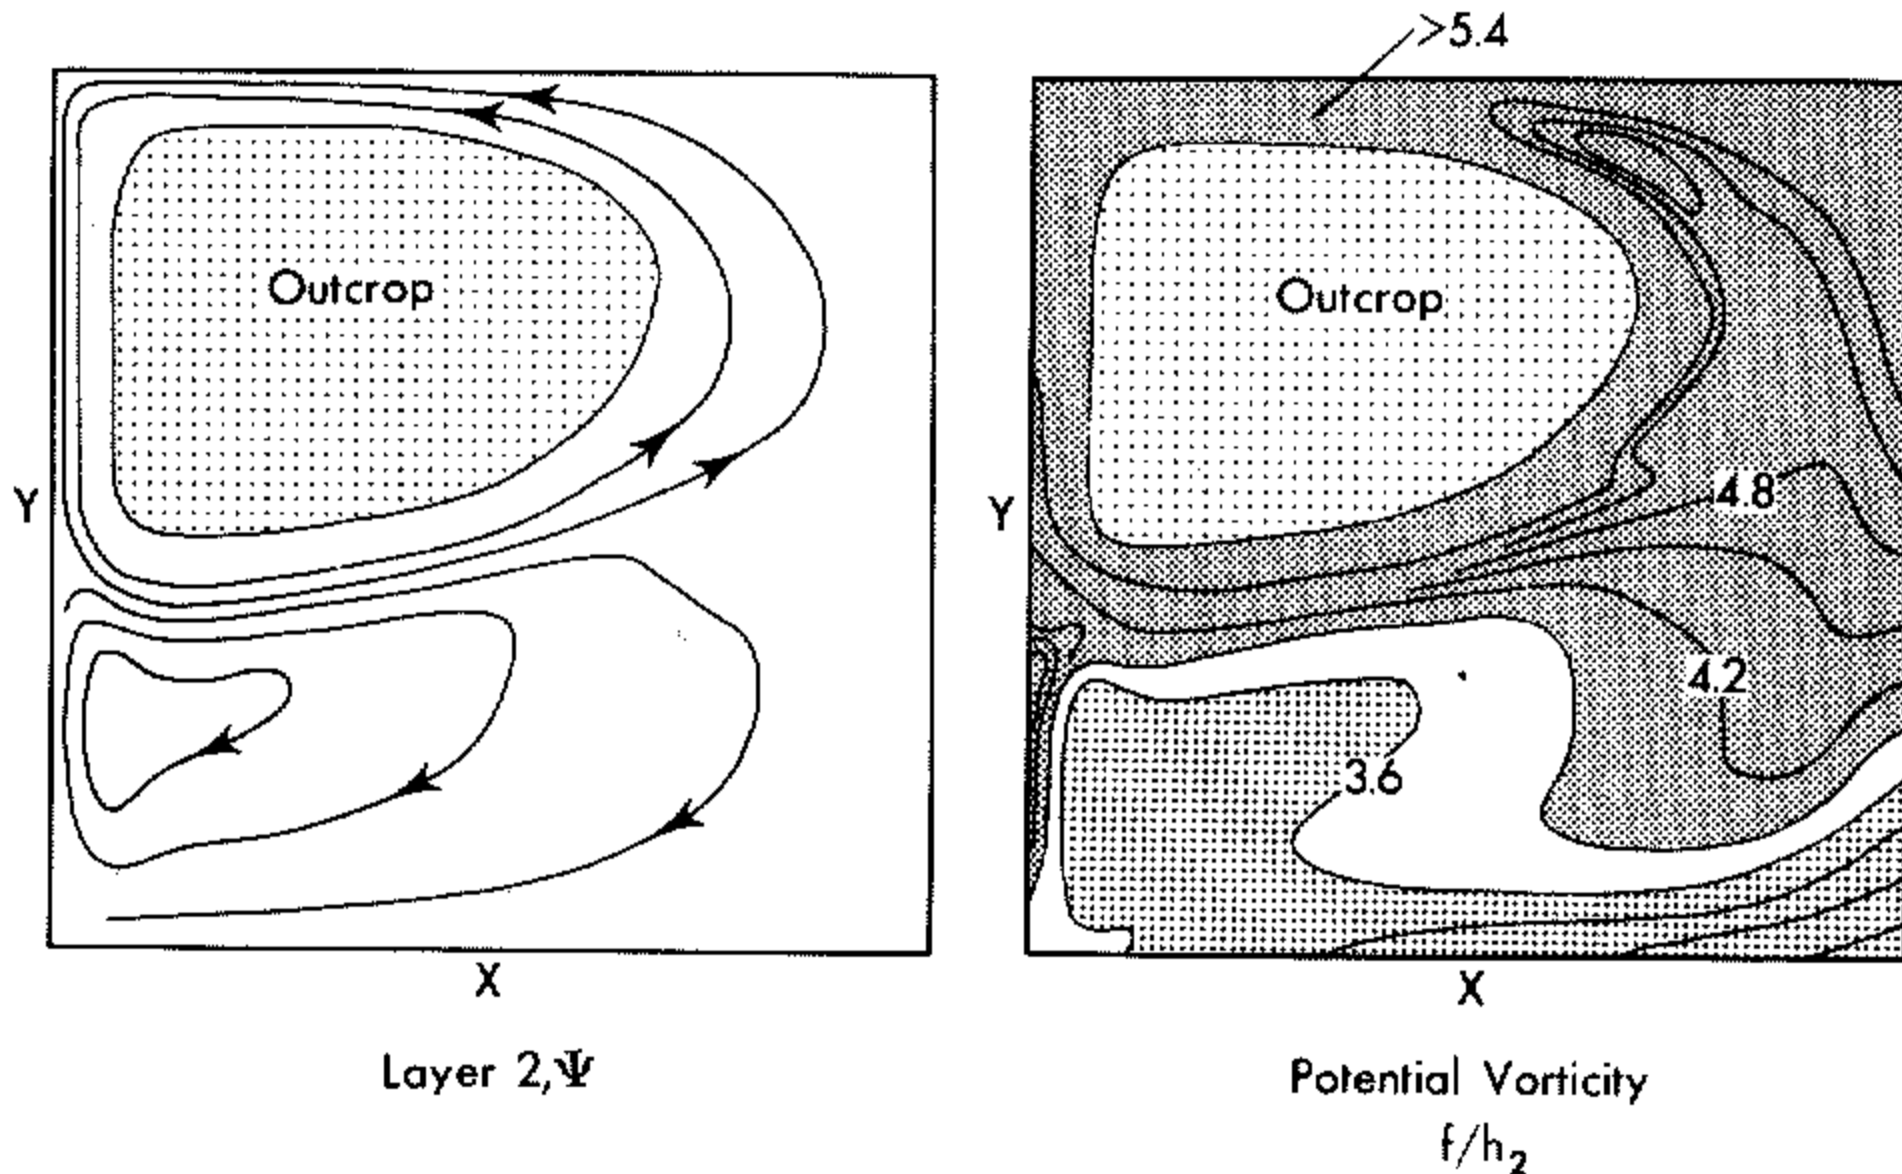 >5.4
Outcrop
Outcrop
Y
Y
4.8
4.2
3.6
X
X
Layer 2, Ψ
Potential Vorticity
f/h₂